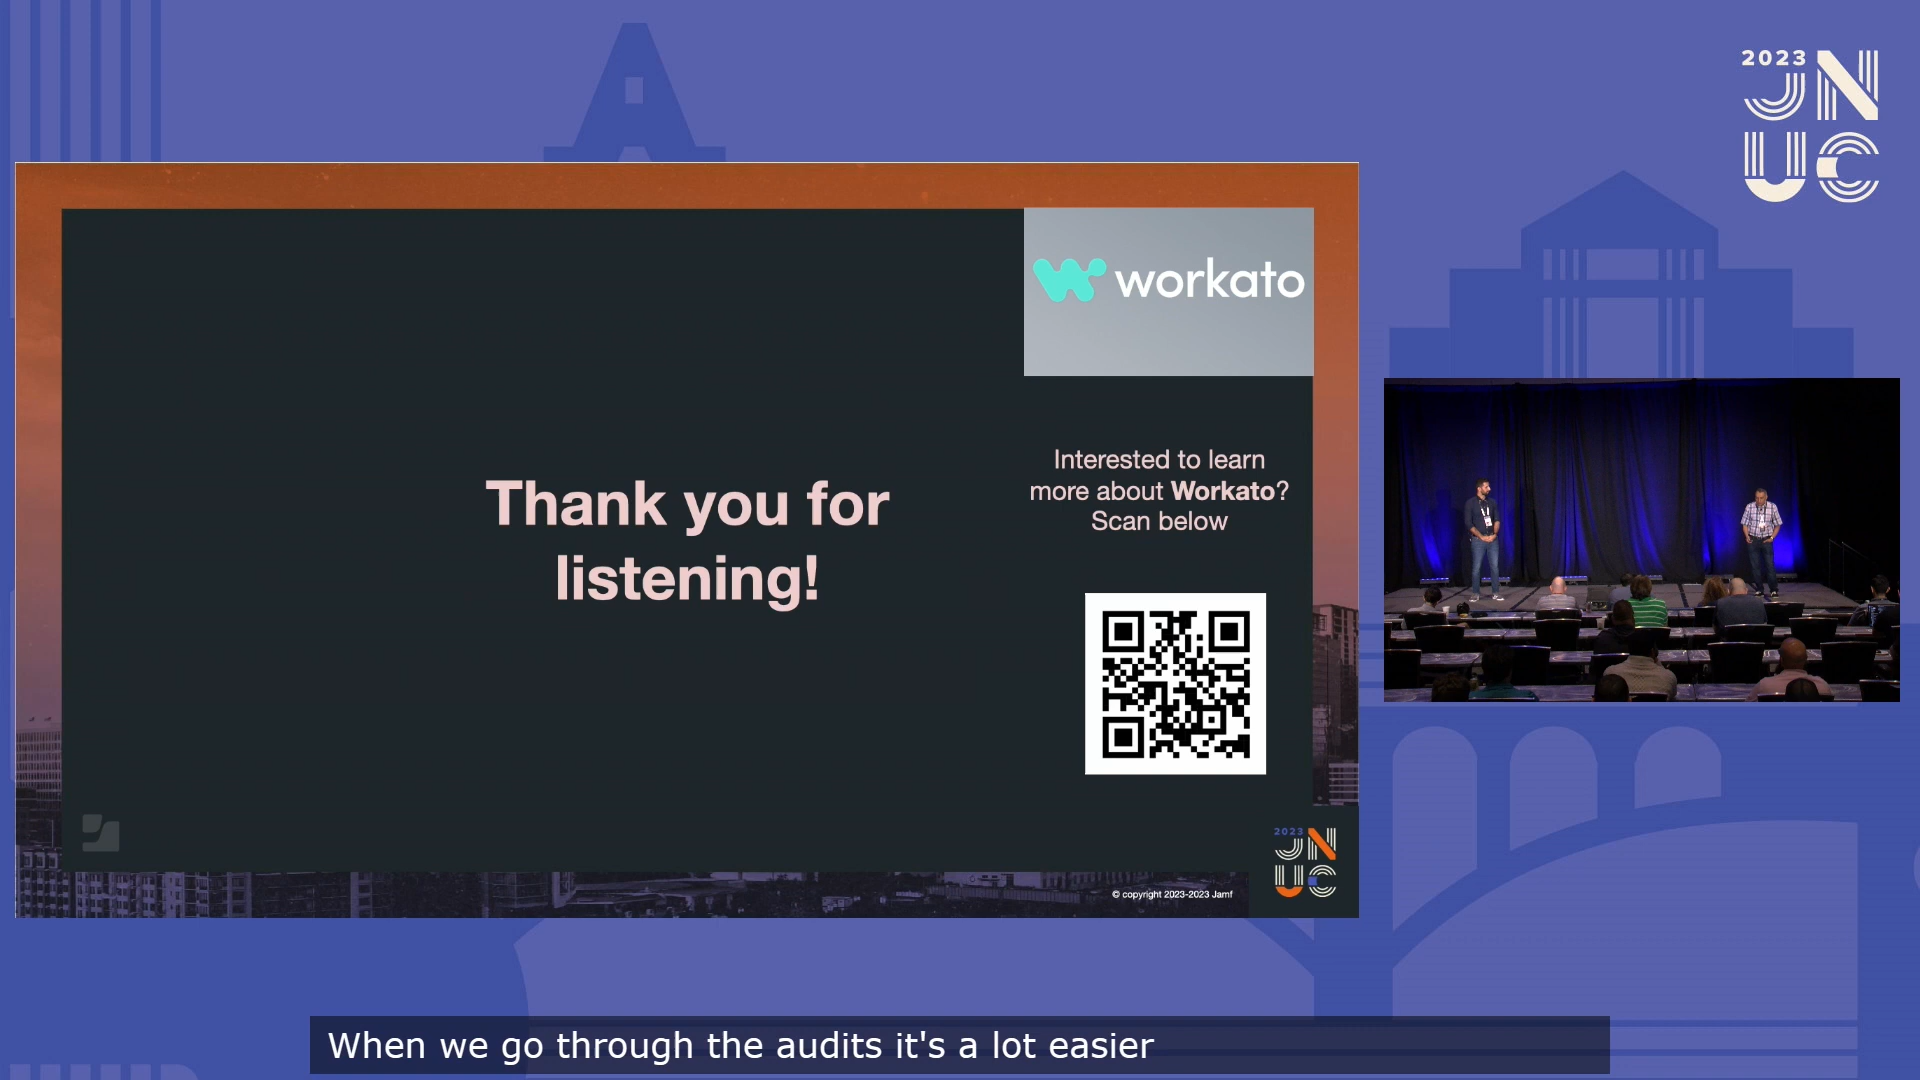 2023
JN
UC
workato
Interested to learn
more about Workato?
Scan below
Thank you for
listening!
2023
JN
UC
© copyright 2023-2023 Jamf
When we go through the audits it's a lot easier